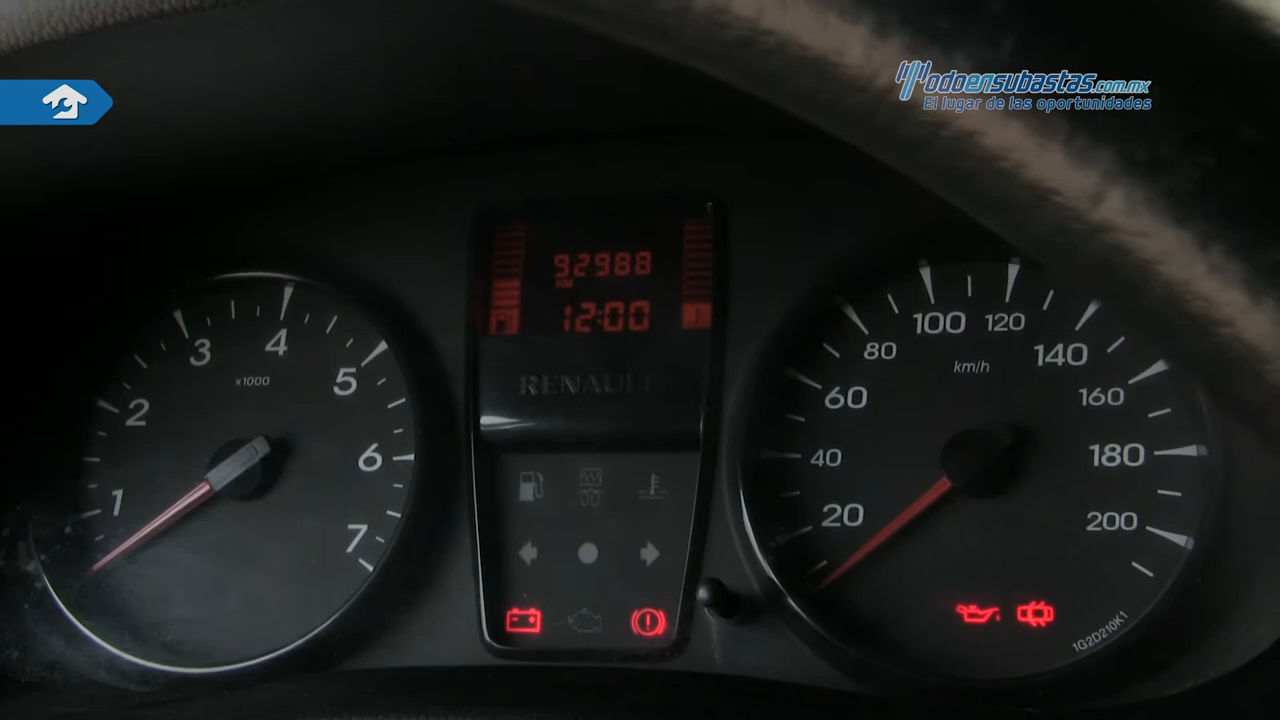 Todoensubastas.com.mx
El lugar de las oportunidades
92988
KM
12:00
RENAULT
1
2
3
4
5
6
7
x1000
20
40
60
80
100
120
140
160
180
200
km/h
1G2D210K1